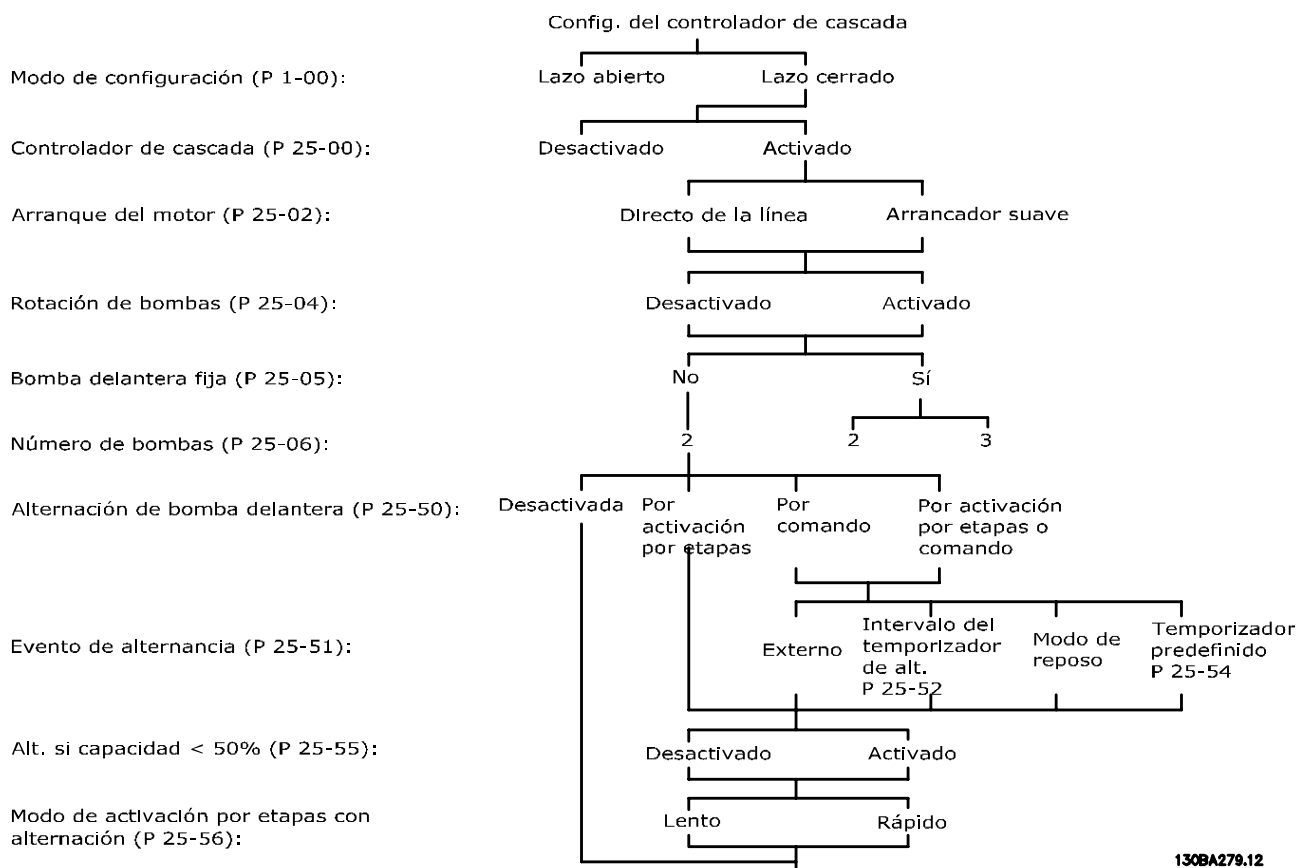 Config. del controlador de cascada
Modo de configuración (P 1-00):
Lazo abierto
Lazo cerrado
Controlador de cascada (P 25-00):
Desactivado
Activado
Arranque del motor (P 25-02):
Directo de la línea
Arrancador suave
Rotación de bombas (P 25-04):
Desactivado
Activado
Bomba delantera fija (P 25-05):
No
Sí
Número de bombas (P 25-06):
2
2
3
Alternación de bomba delantera (P 25-50):
Desactivada
Por
activación
por etapas
Por
comando
Por activación
por etapas o
comando
Evento de alternancia (P 25-51):
Externo
Intervalo del
temporizador
de alt.
P 25-52
Modo de
reposo
Temporizador
predefinido
P 25-54
Alt. si capacidad < 50% (P 25-55):
Desactivado
Activado
Modo de activación por etapas con
alternación (P 25-56):
Lento
Rápido
130BA279.12